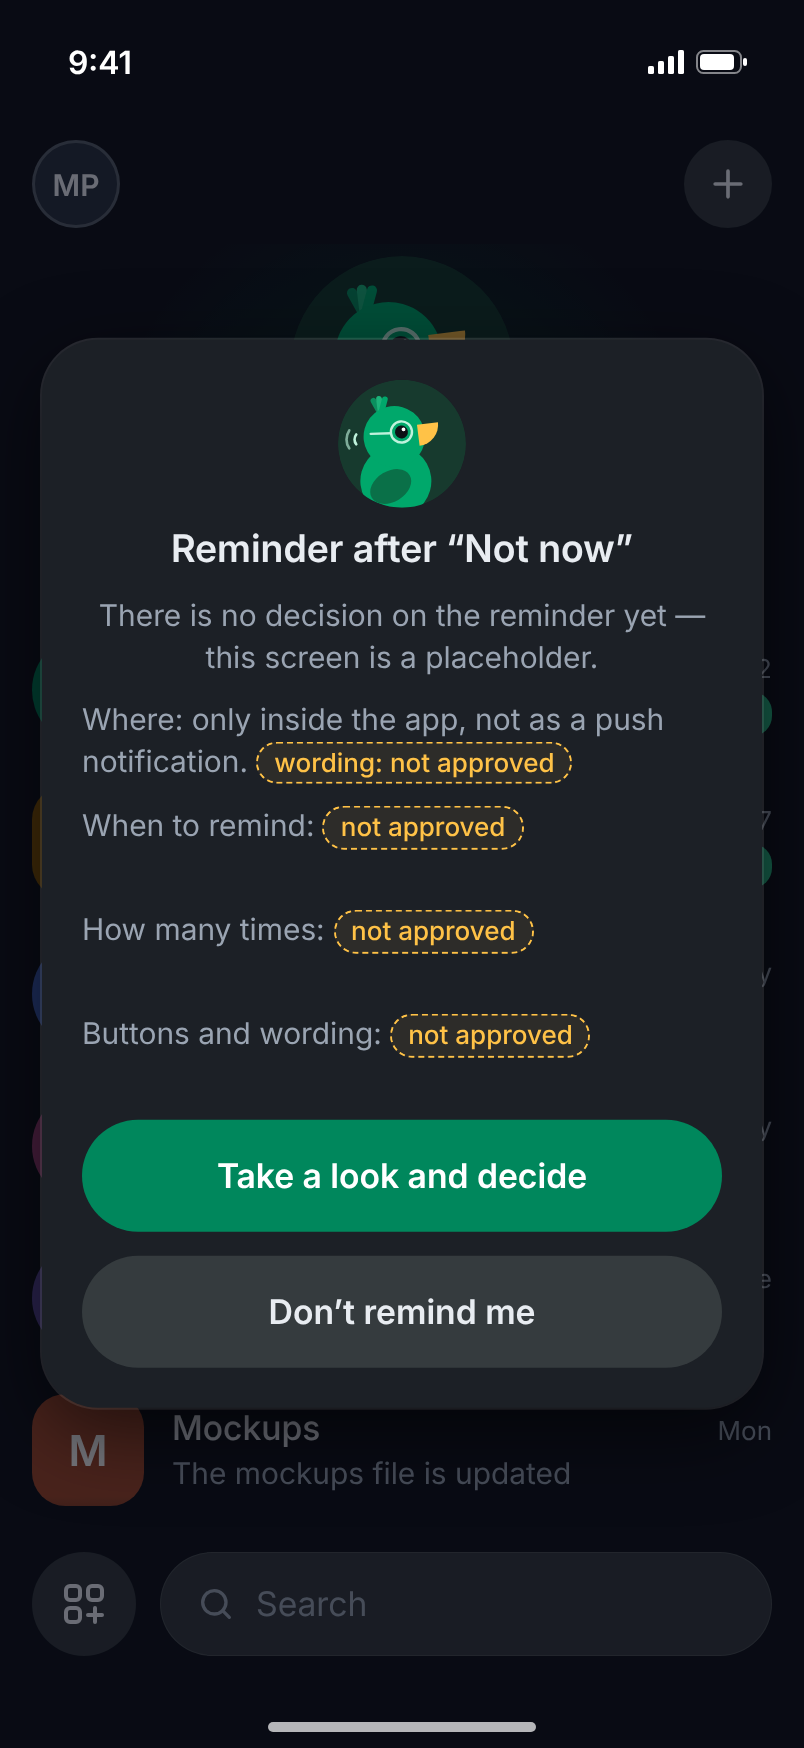 9:41
MP
Reminder after “Not now”
There is no decision on the reminder yet —
this screen is a placeholder.
Where: only inside the app, not as a push
notification. wording: not approved
When to remind: not approved
How many times: not approved
Buttons and wording: not approved
Take a look and decide
Don’t remind me
M
Mockups
Mon
The mockups file is updated
Search